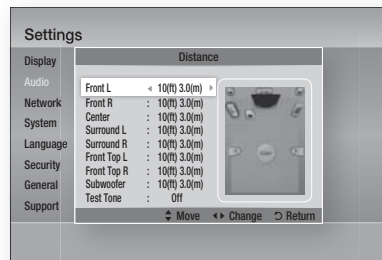 Settings
Display
Audio
Network
System
Language
Security
General
Support
Distance
Front L ◀ 10(ft) 3.0(m) ▶
Front R : 10(ft) 3.0(m)
Center : 10(ft) 3.0(m)
Surround L : 10(ft) 3.0(m)
Surround R : 10(ft) 3.0(m)
Front Top L : 10(ft) 3.0(m)
Front Top R : 10(ft) 3.0(m)
Subwoofer : 10(ft) 3.0(m)
Test Tone : Off
Move Change Return